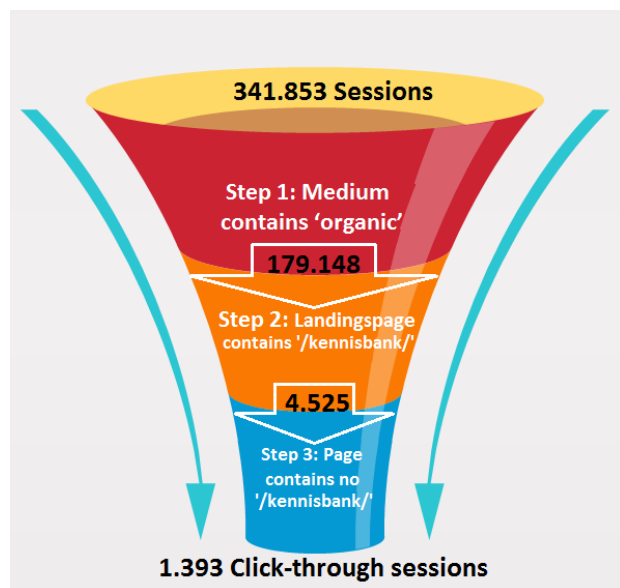 341.853 Sessions
Step 1: Medium
contains ‘organic’
179.148
Step 2: Landingspage
contains '/kennisbank/'
4.525
Step 3: Page
contains no
'/kennisbank/'
1.393 Click-through sessions